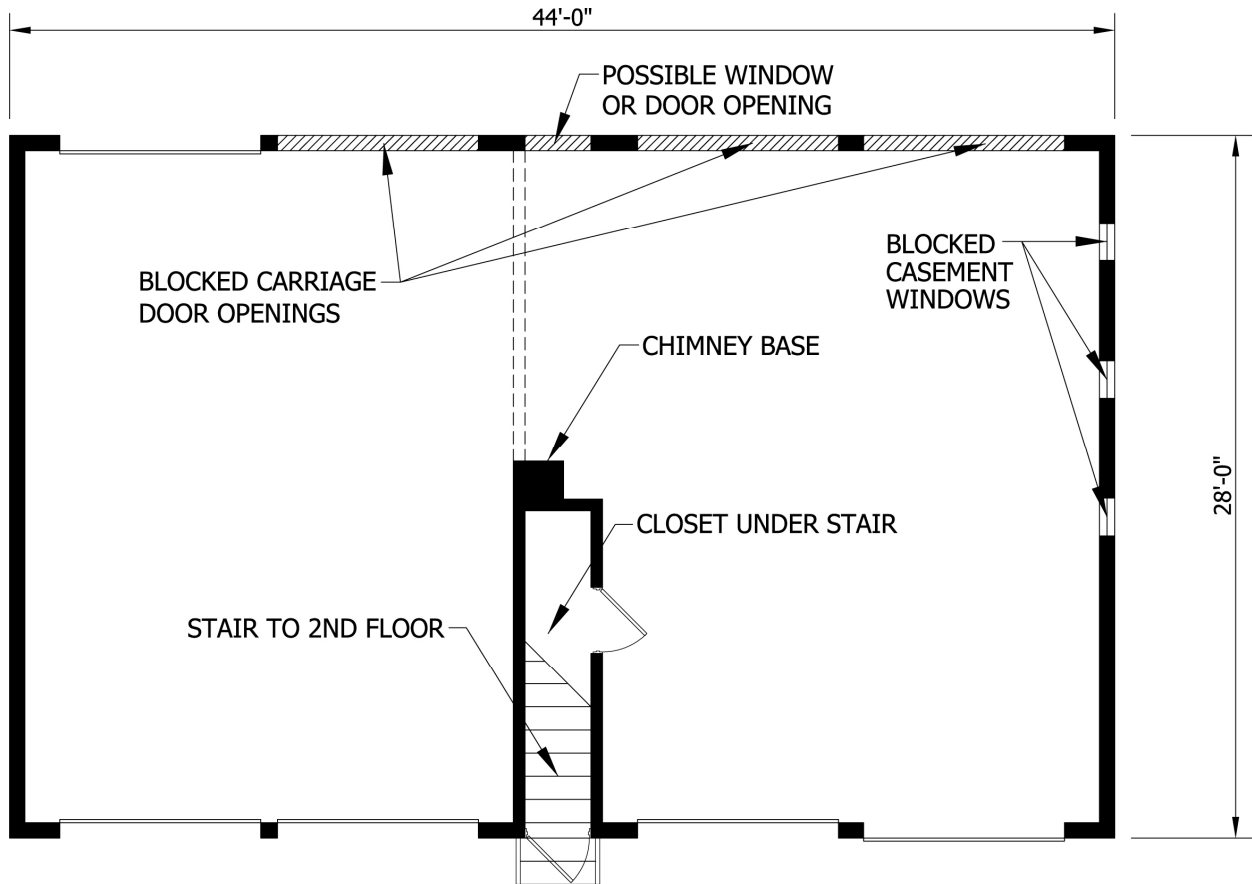 44'-0"
POSSIBLE WINDOW
OR DOOR OPENING
BLOCKED CARRIAGE
DOOR OPENINGS
BLOCKED
CASEMENT
WINDOWS
CHIMNEY BASE
28'-0"
CLOSET UNDER STAIR
STAIR TO 2ND FLOOR